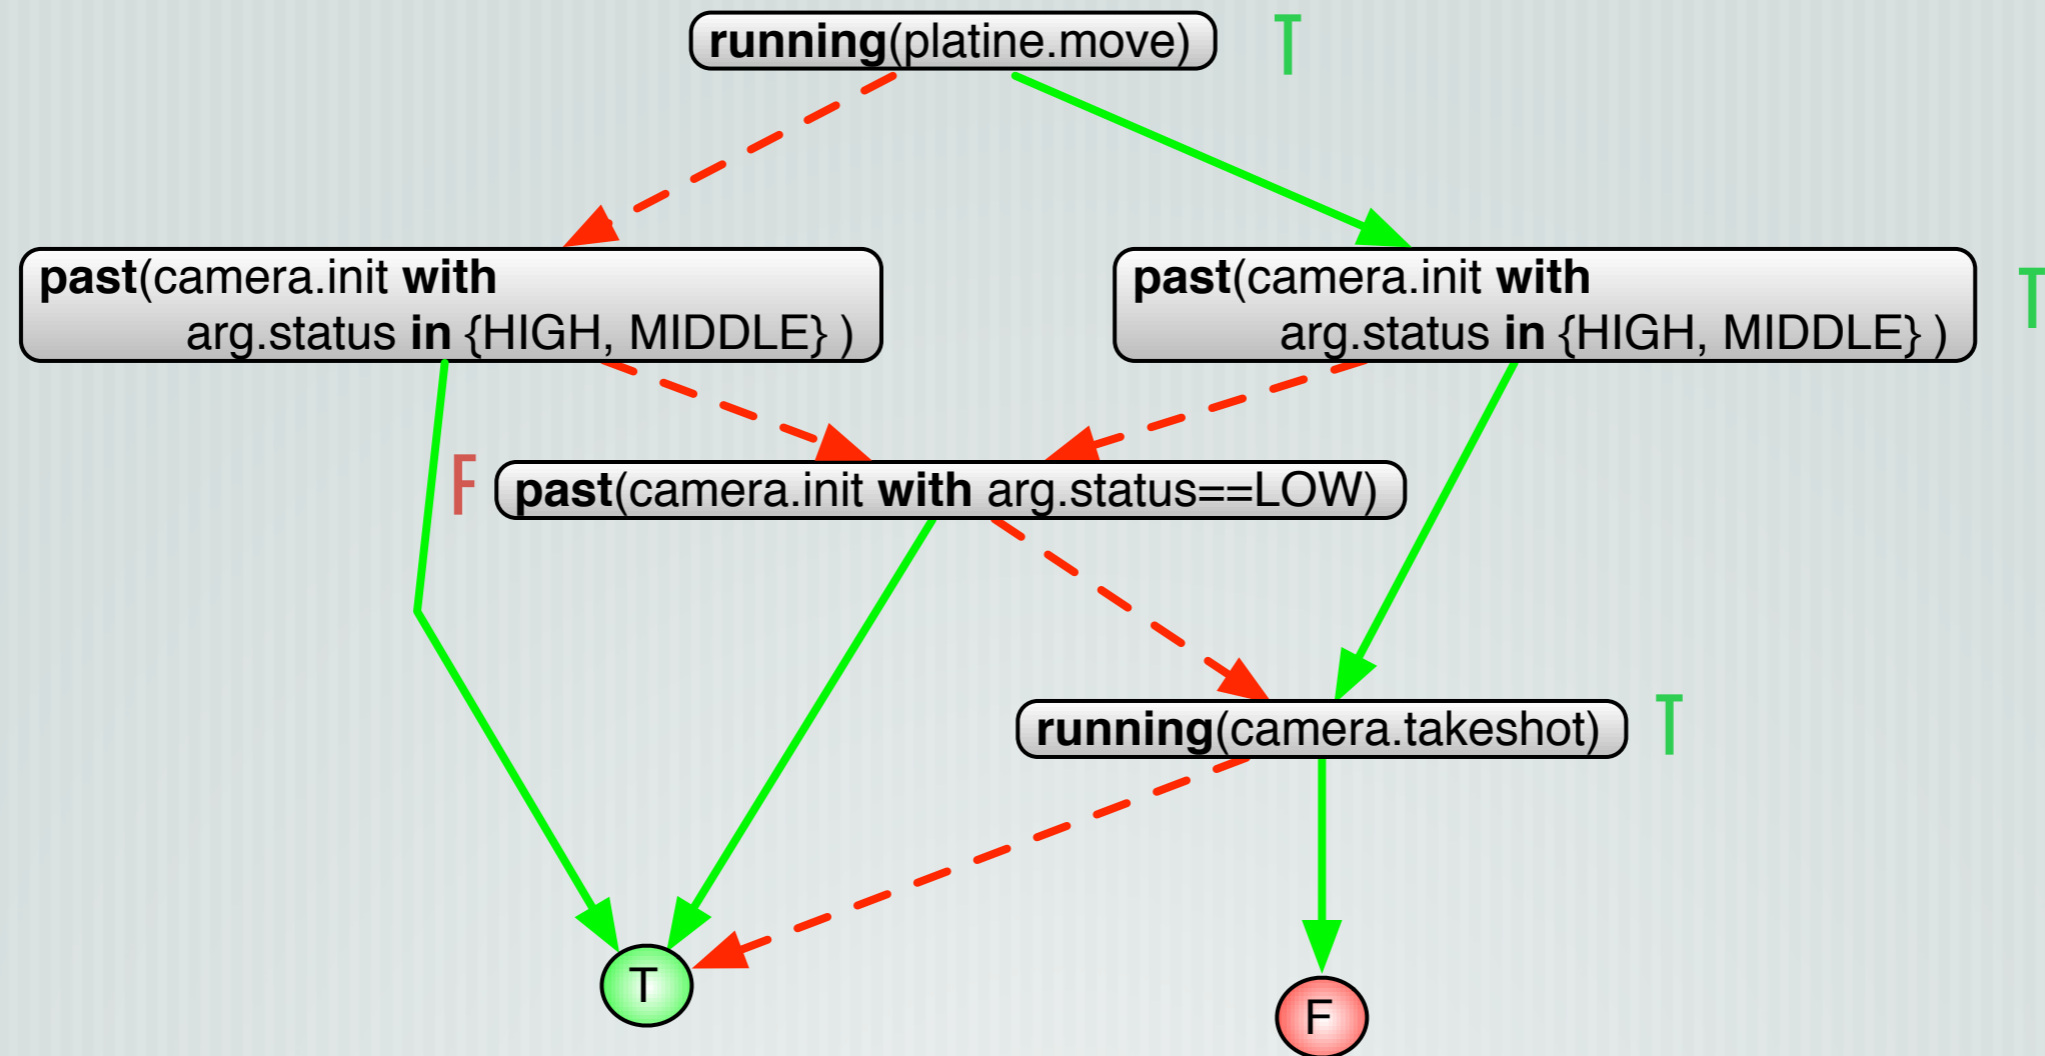 running(platine.move) T
past(camera.init with
arg.status in {HIGH, MIDDLE} )
past(camera.init with
arg.status in {HIGH, MIDDLE} )
T
F
past(camera.init with arg.status==LOW)
running(camera.takeshot) T
T
F